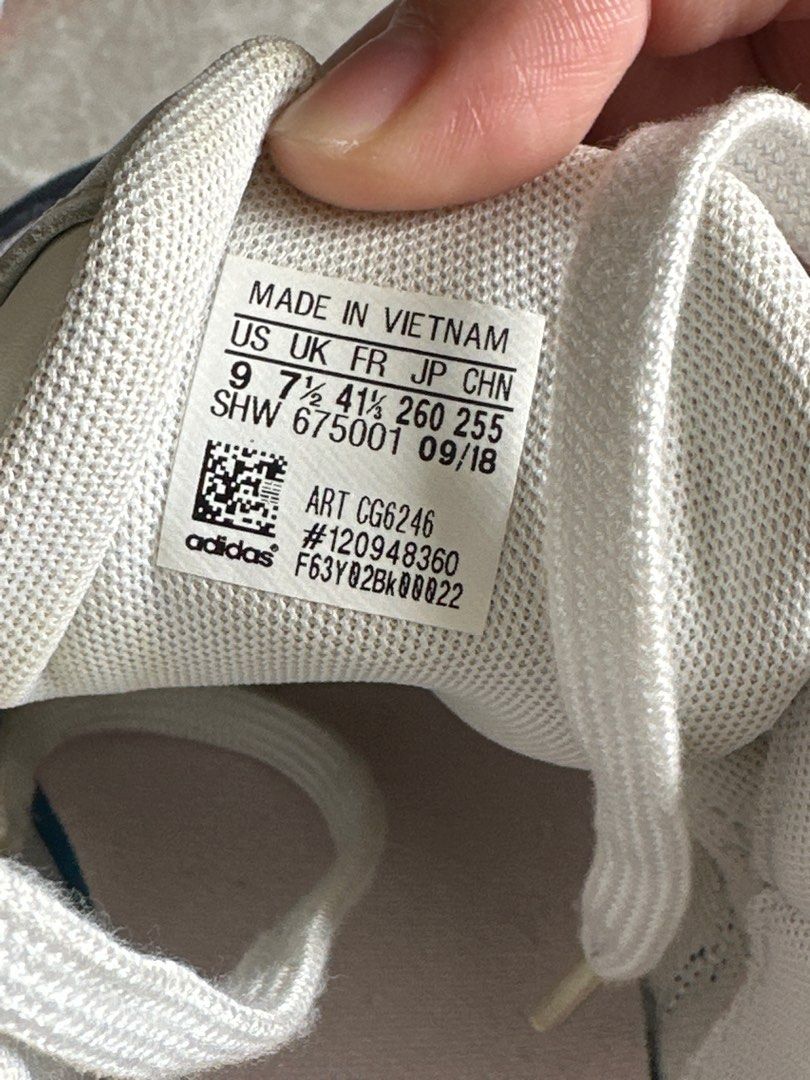 MADE IN VIETNAM
US UK FR JP CHN
9 7½ 41⅓ 260 255
SHW 675001 09/18
ART CG6246
#120948360
adidas®
F63Y02Bk00022